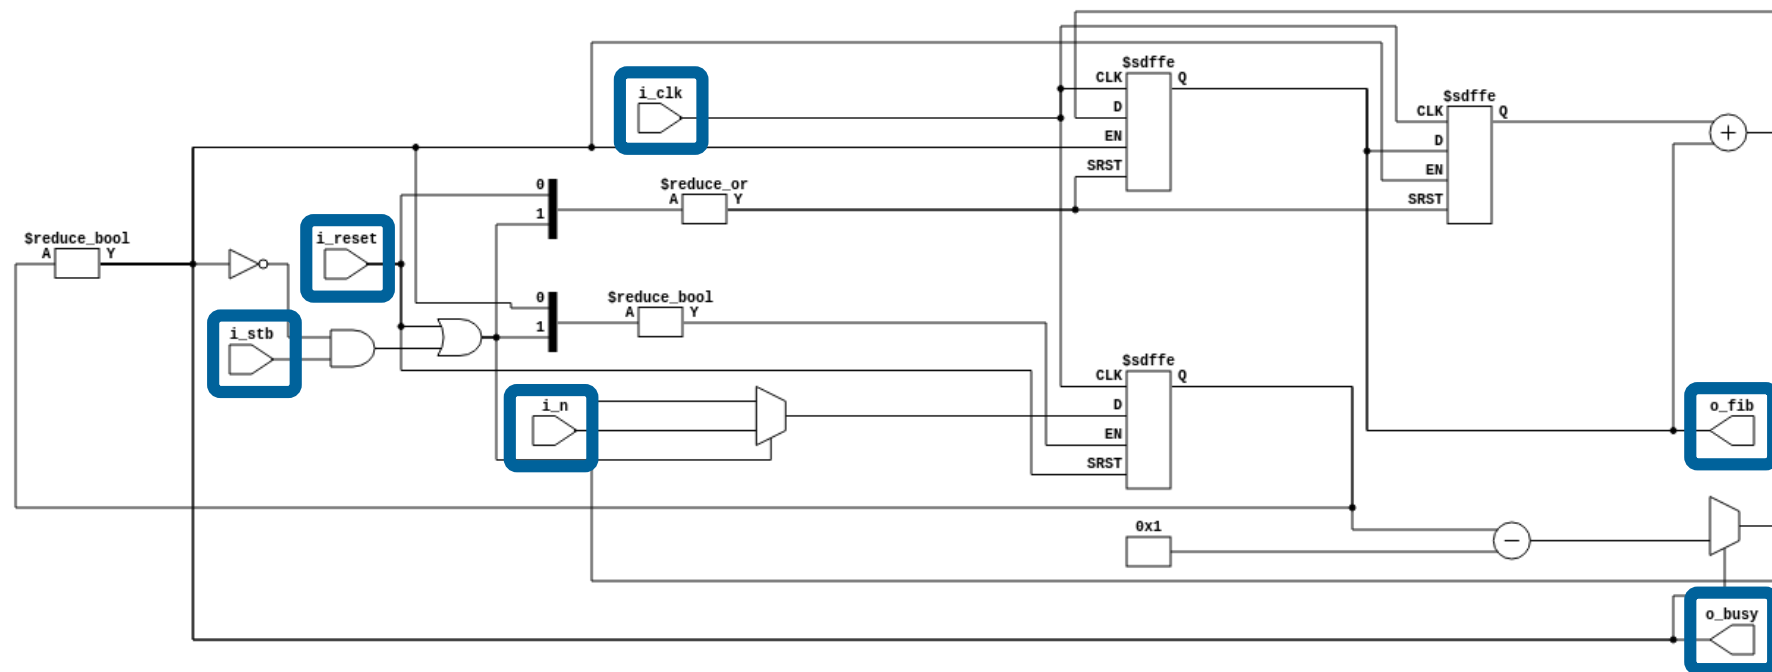 $sdffe
CLK
Q
i_clk
D
$sdffe
CLK
Q
EN
D
+
SRST
EN
$reduce_or
0
A
Y
SRST
1
$reduce_bool
A
Y
i_reset
$reduce_bool
0
A
Y
1
i_stb
$sdffe
CLK
Q
i_n
D
o_fib
EN
SRST
0x1
−
o_busy